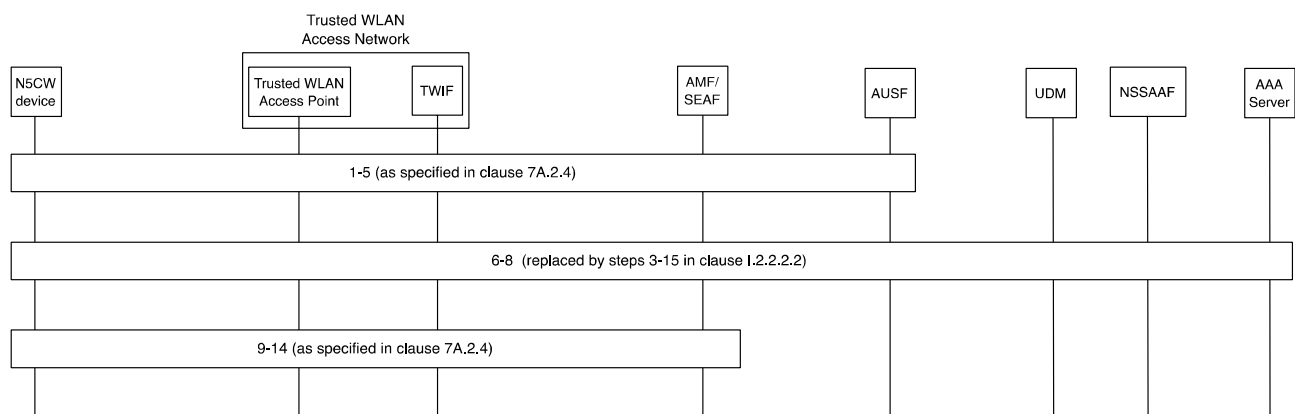 Trusted WLAN
Access Network
N5CW
device
Trusted WLAN
Access Point
TWIF
AMF/
SEAF
AUSF
UDM
NSSAAF
AAA
Server
1-5 (as specified in clause 7A.2.4)
6-8 (replaced by steps 3-15 in clause I.2.2.2.2)
9-14 (as specified in clause 7A.2.4)